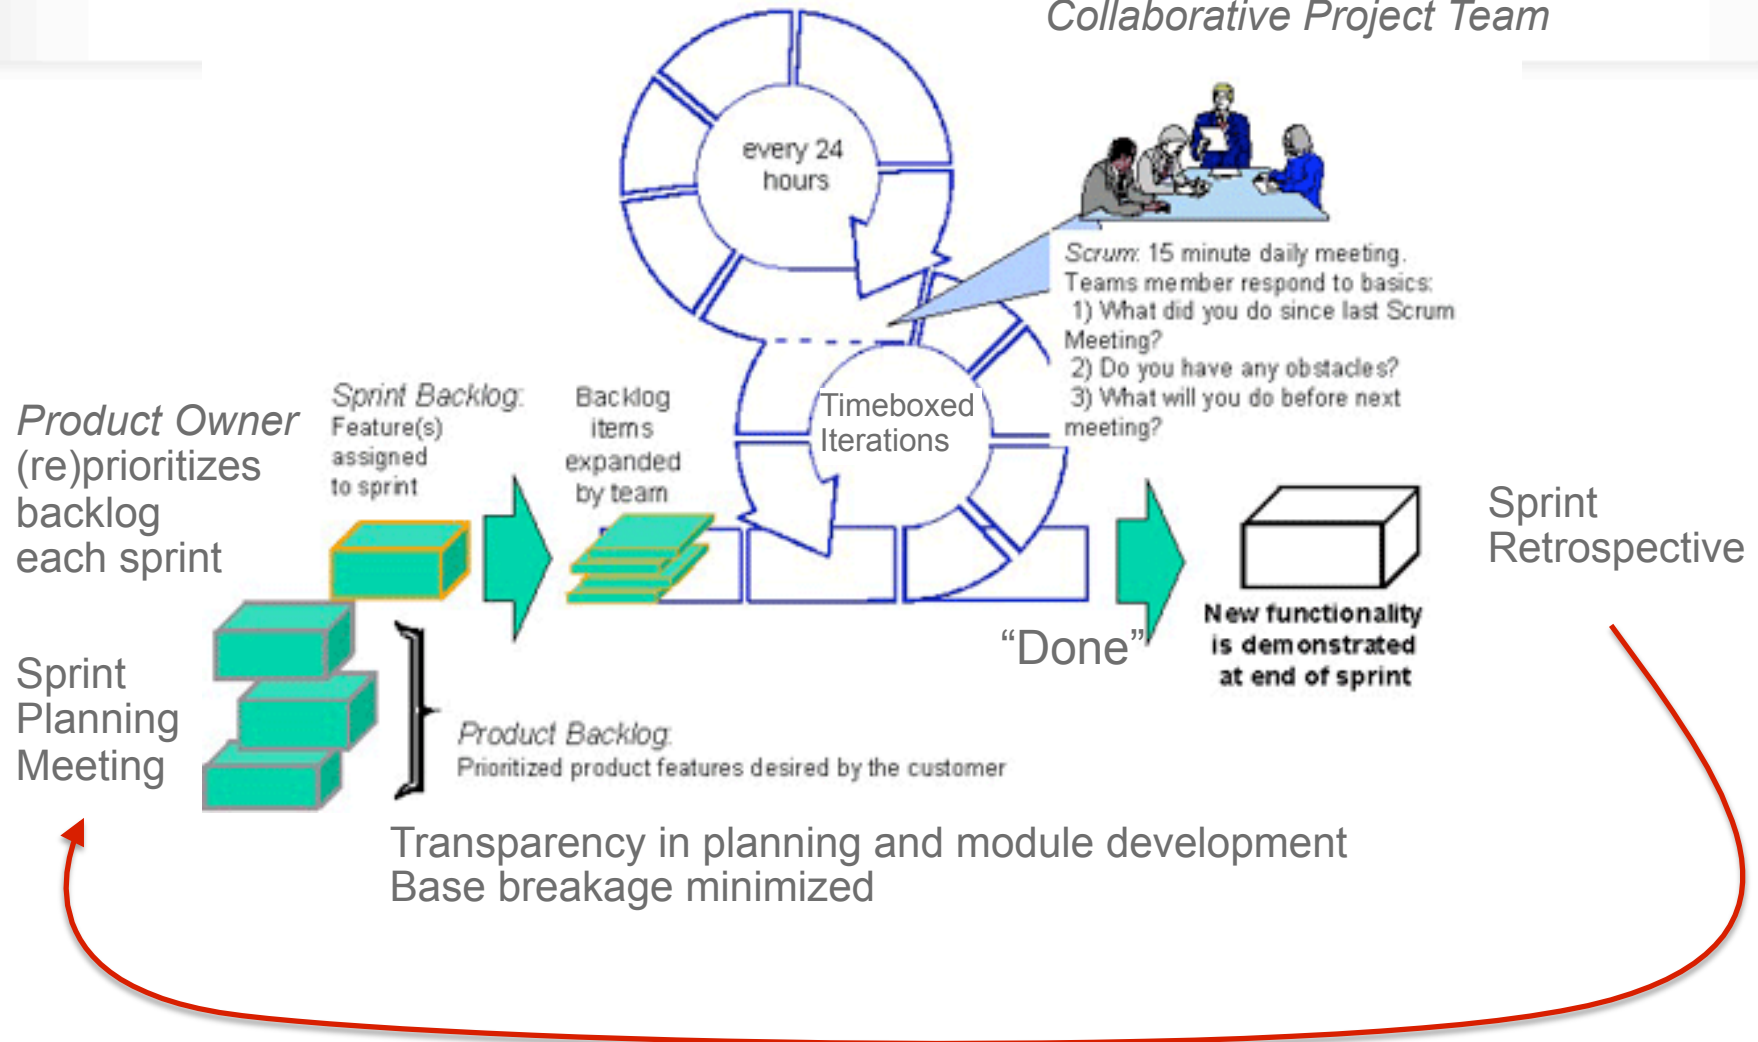 Collaborative Project Team
every 24
hours
Scrum: 15 minute daily meeting.
Teams member respond to basics:
1) What did you do since last Scrum
Meeting?
2) Do you have any obstacles?
3) What will you do before next
meeting?
Timeboxed
Iterations
Product Owner
(re)prioritizes
backlog
each sprint
Sprint Backlog:
Feature(s)
assigned
to sprint
Backlog
items
expanded
by team
Sprint
Retrospective
“Done”
New functionality
is demonstrated
at end of sprint
Sprint
Planning
Meeting
Product Backlog:
Prioritized product features desired by the customer
Transparency in planning and module development
Base breakage minimized